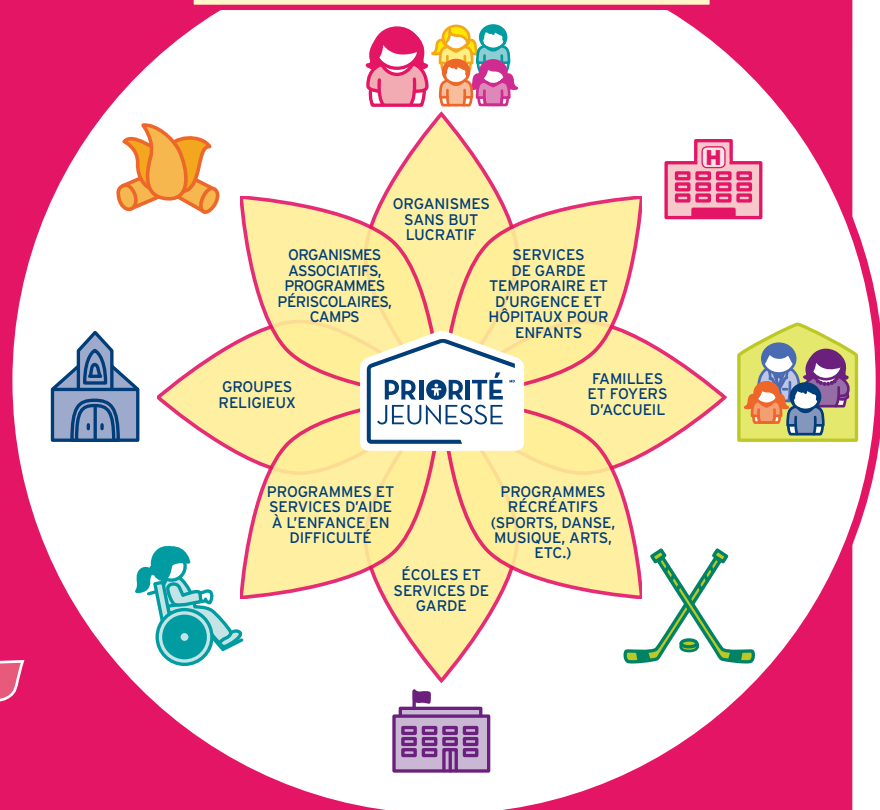 ORGANISMES
SANS BUT
LUCRATIF
SERVICES
DE GARDE
TEMPORAIRE ET
D'URGENCE ET
HÔPITAUX POUR
ENFANTS
H
FAMILLES
ET FOYERS
D'ACCUEIL
PROGRAMMES
RÉCRÉATIFS
(SPORTS, DANSE,
MUSIQUE, ARTS,
ETC.)
ÉCOLES ET
SERVICES DE
GARDE
PROGRAMMES ET
SERVICES D'AIDE
À L'ENFANCE EN
DIFFICULTÉ
GROUPES
RELIGIEUX
ORGANISMES
ASSOCIATIFS,
PROGRAMMES
PÉRISCOLAIRES,
CAMPS
PRIORITÉ MD
JEUNESSE